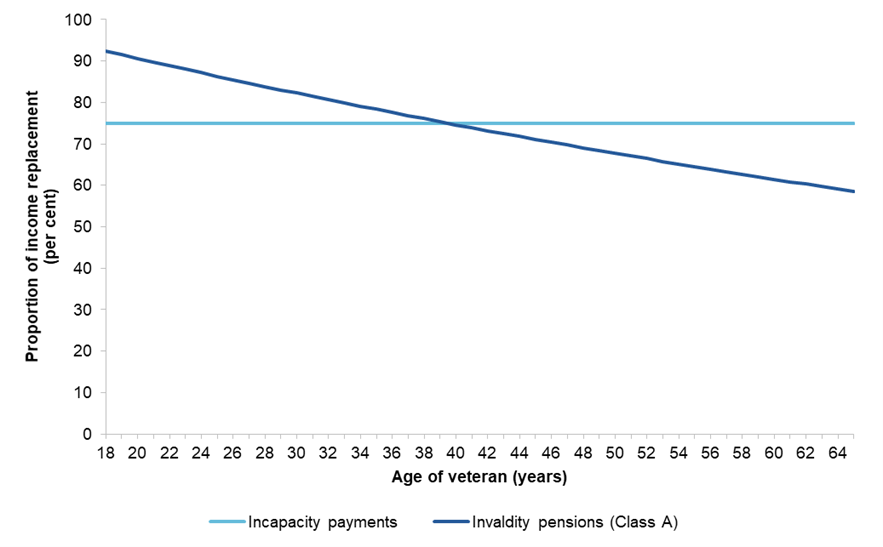 Proportion of income replacement
(per cent)
100
90
80
70
60
50
40
30
20
10
0
18 20 22 24 26 28 30 32 34 36 38 40 42 44 46 48 50 52 54 56 58 60 62 64
Age of veteran (years)
Incapacity payments Invaldity pensions (Class A)